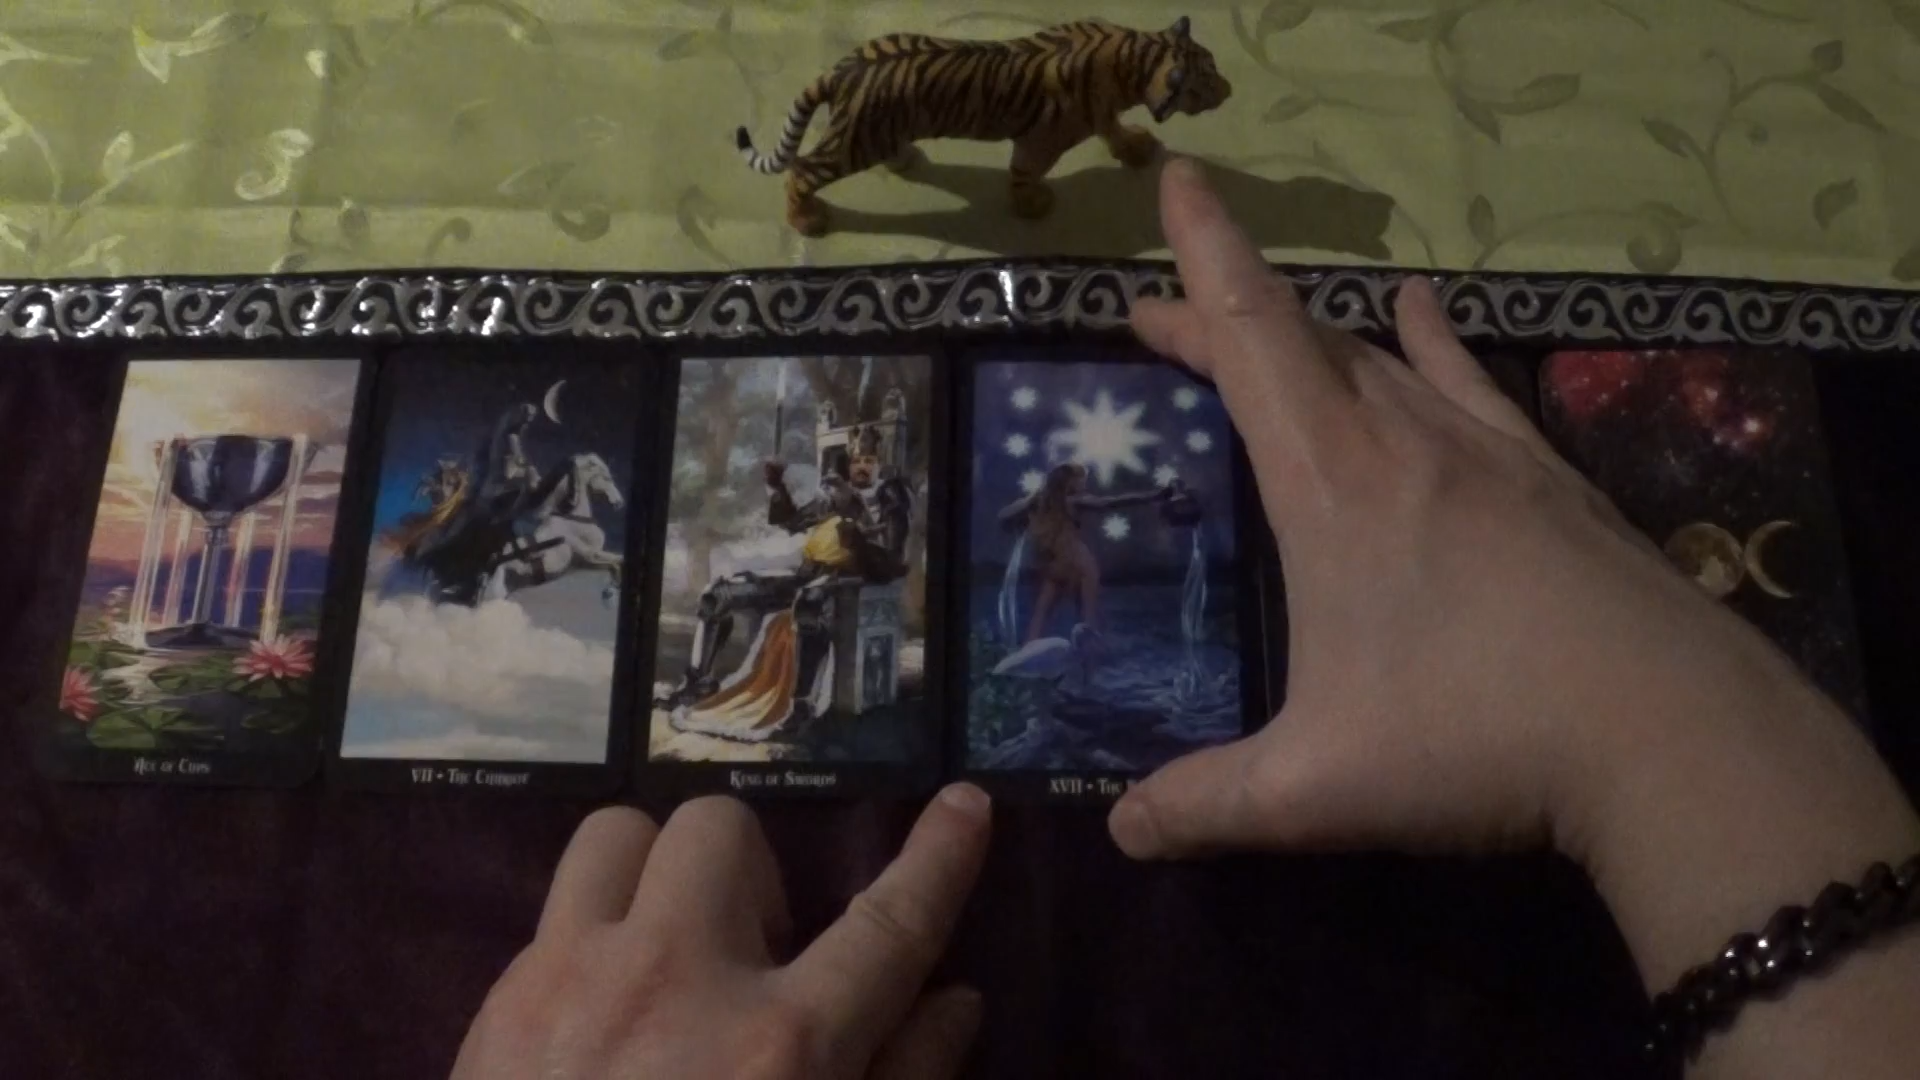 Ace of Cups
VII • The Chariot
King of Swords
XVII • The